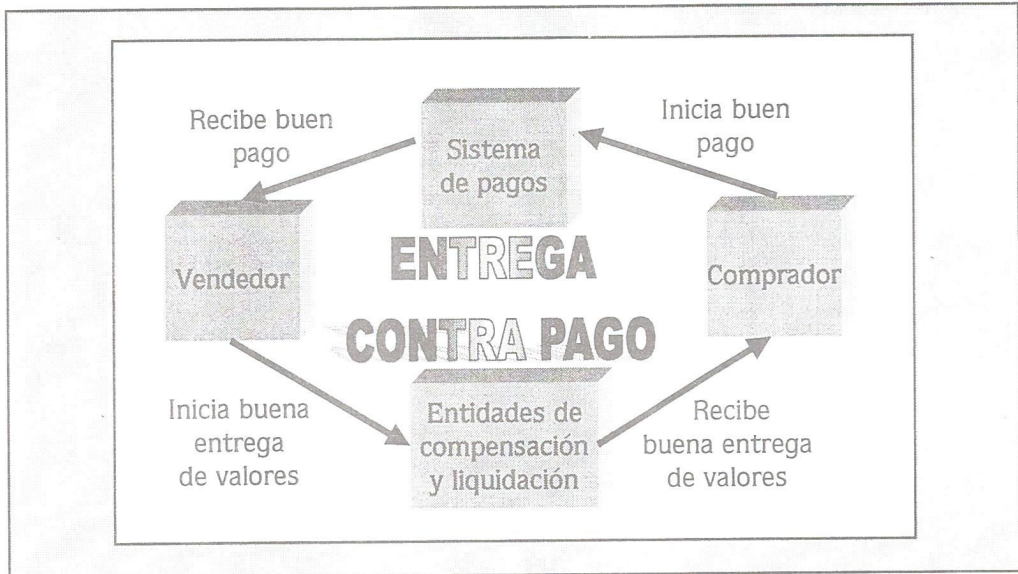 Recibe buen
pago
Sistema
de pagos
Inicia buen
pago
Vendedor
ENTREGA
CONTRA PAGO
Comprador
Inicia buena
entrega
de valores
Entidades de
compensación
y liquidación
Recibe
buena entrega
de valores